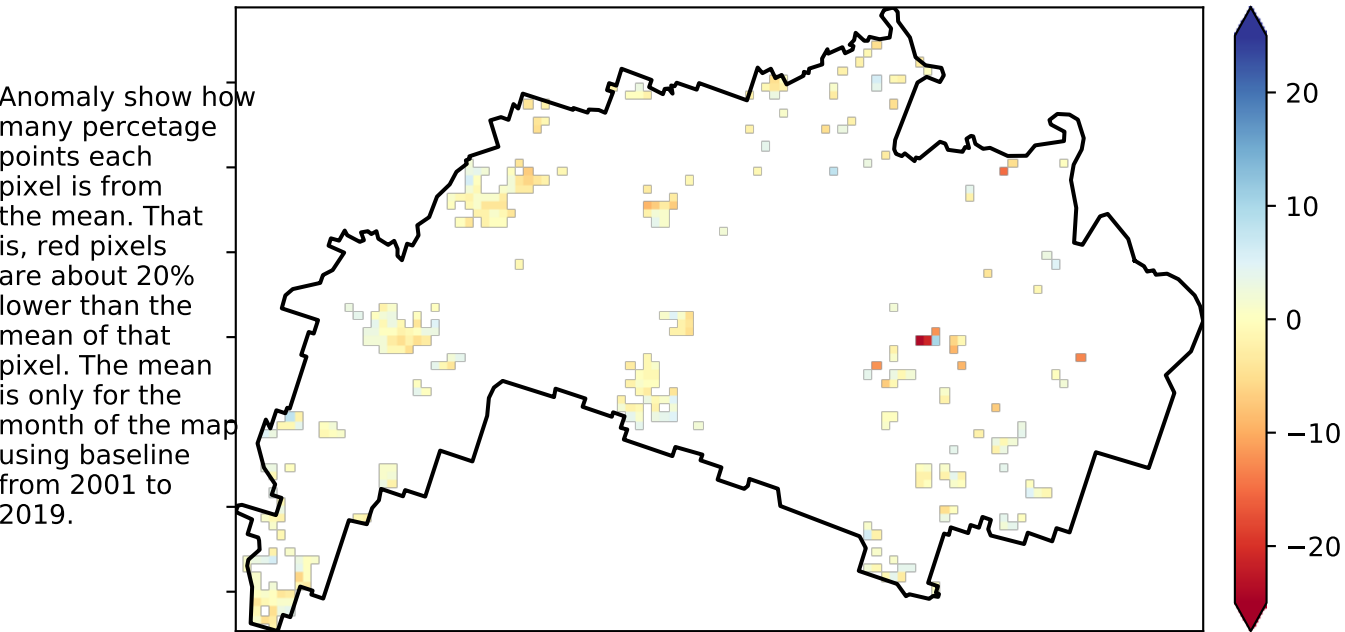 Anomaly show how
many percetage
points each
pixel is from
the mean. That
is, red pixels
are about 20%
lower than the
mean of that
pixel. The mean
is only for the
month of the map
using baseline
from 2001 to
2019.
20
10
0
−10
−20